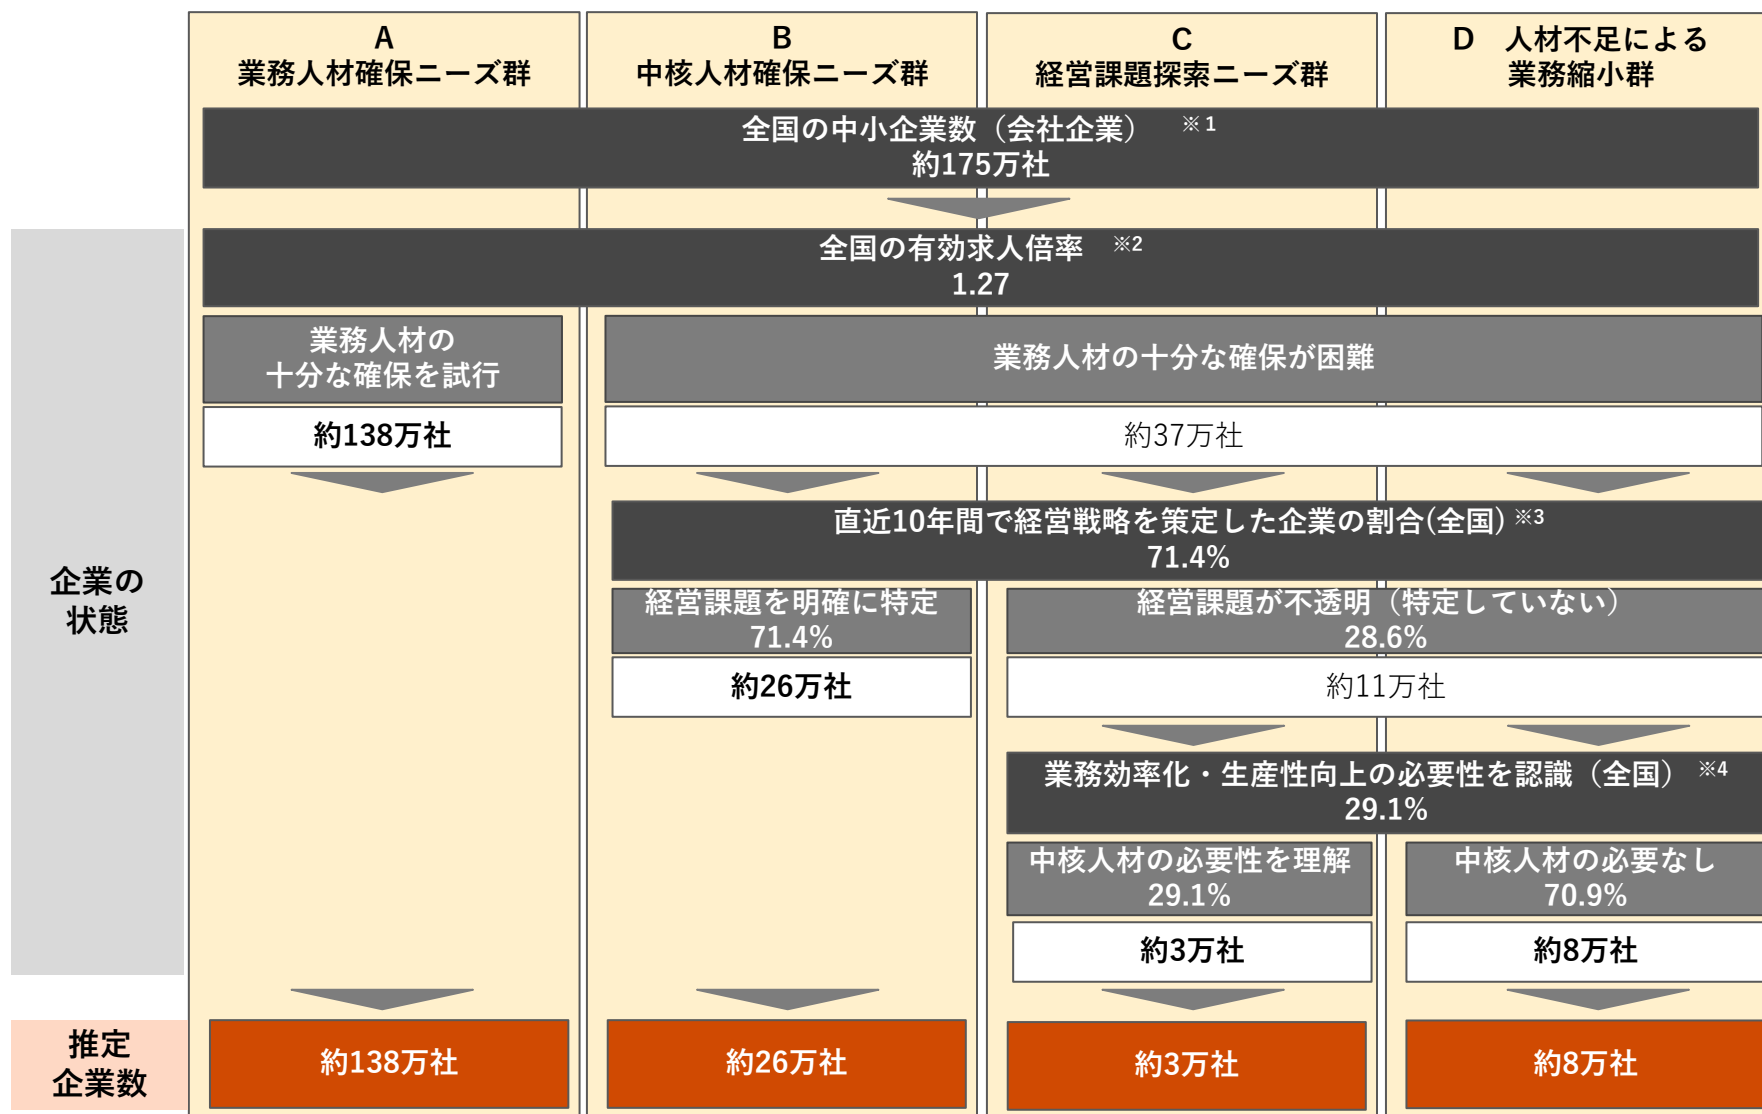 A
業務人材確保ニーズ群
B
中核人材確保ニーズ群
C
経営課題探索ニーズ群
D　人材不足による
業務縮小群
全国の中小企業数（会社企業）　※1
約175万社
全国の有効求人倍率　※2
1.27
業務人材の
十分な確保を試行
業務人材の十分な確保が困難
約138万社
約37万社
直近10年間で経営戦略を策定した企業の割合(全国) ※3
71.4%
企業の
状態
経営課題を明確に特定
71.4%
経営課題が不透明（特定していない）
28.6%
約26万社
約11万社
業務効率化・生産性向上の必要性を認識（全国）　※4
29.1%
中核人材の必要性を理解
29.1%
中核人材の必要なし
70.9%
約3万社
約8万社
推定
企業数
約138万社
約26万社
約3万社
約8万社